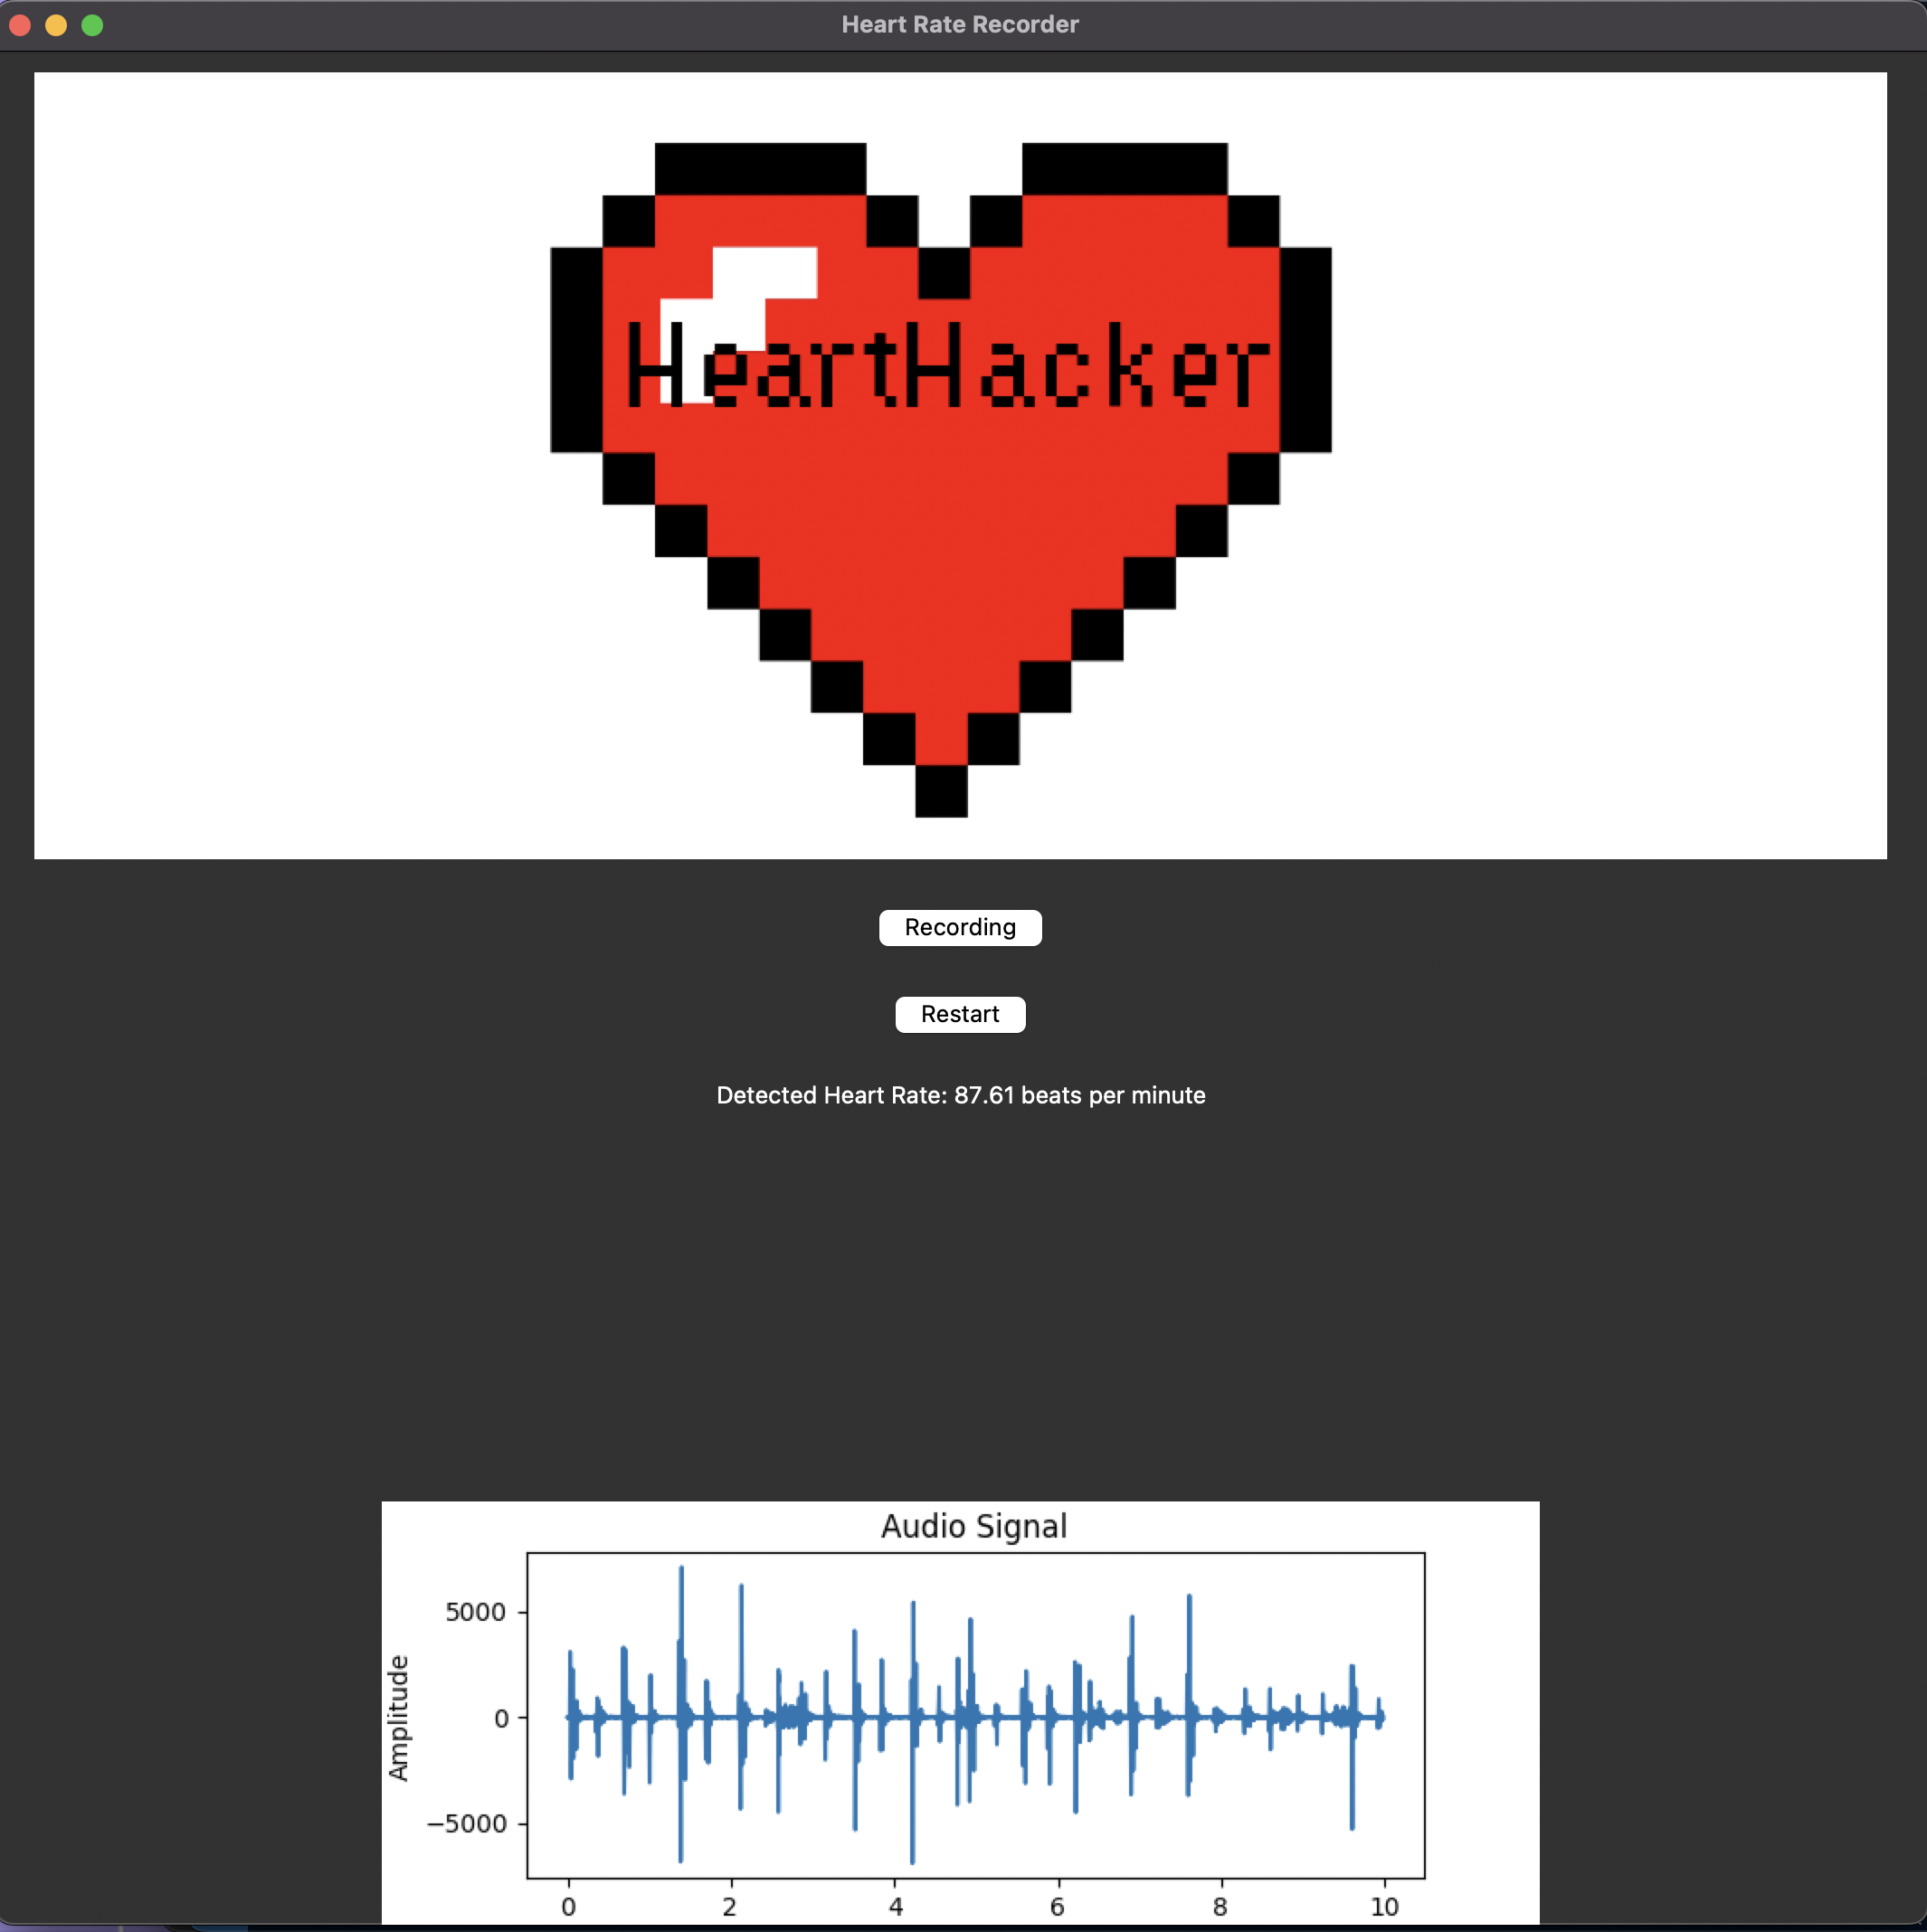 Heart Rate Recorder
HeartHacker
Recording
Restart
Detected Heart Rate: 87.61 beats per minute
Audio Signal
Amplitude
5000
0
−5000
0 2 4 6 8 10